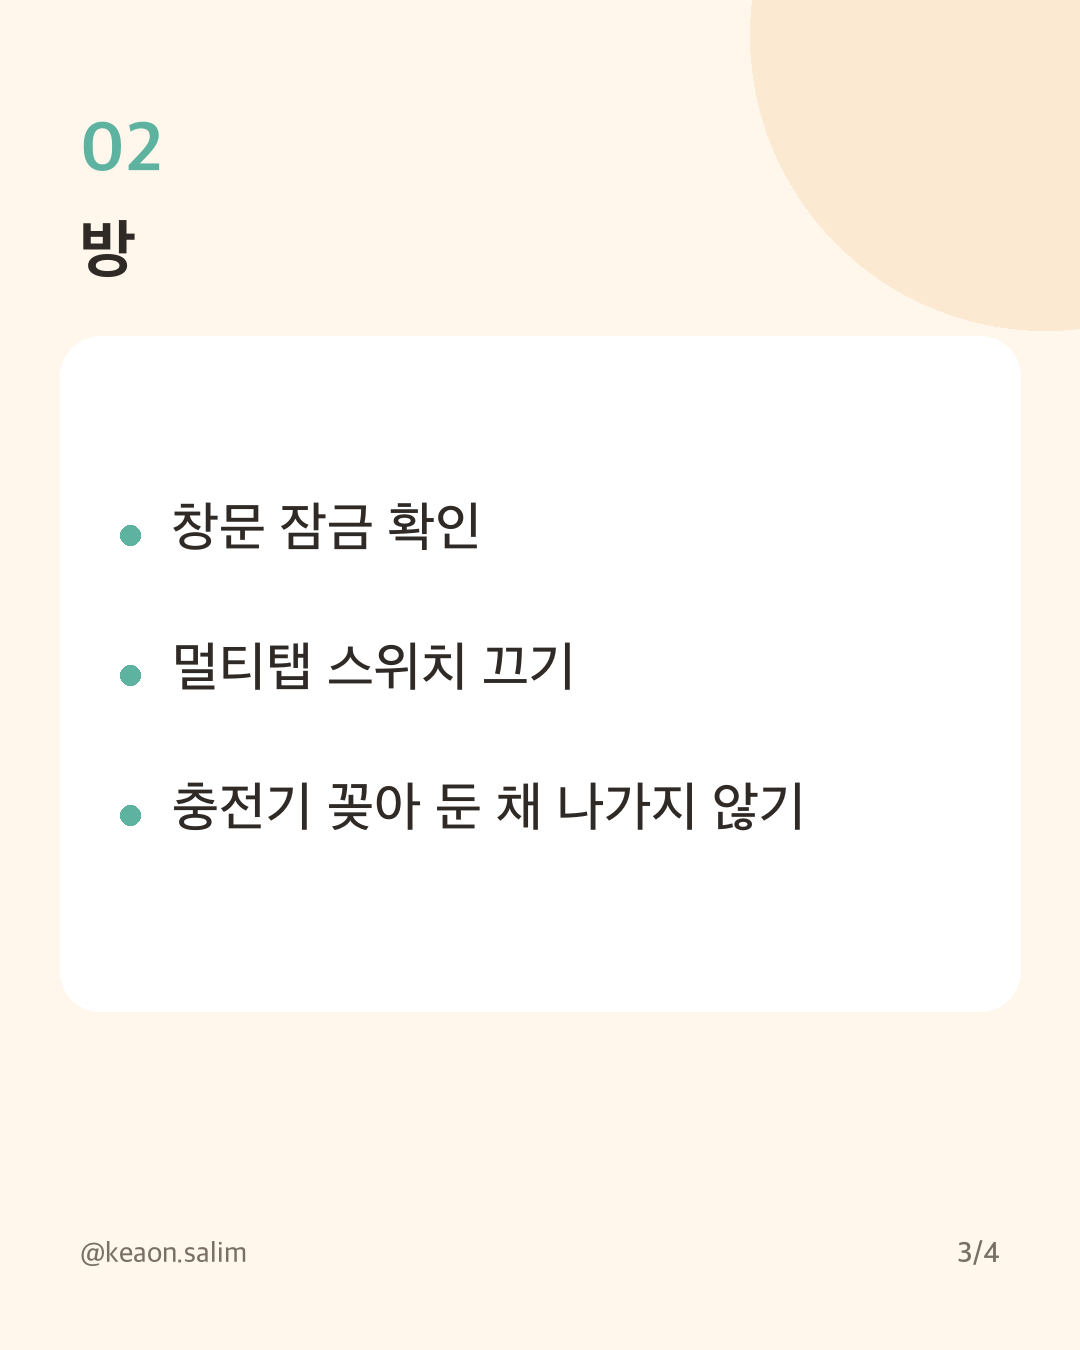 02
방
창문 잠금 확인
멀티탭 스위치 끄기
충전기 꽂아 둔 채 나가지 않기
@keaon.salim
3/4